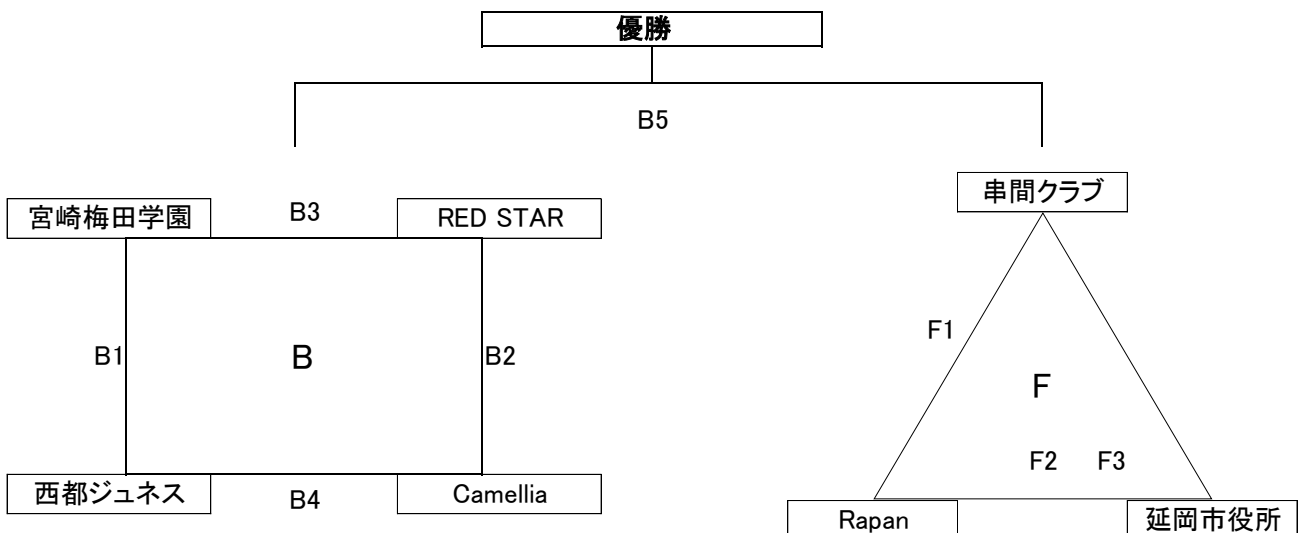 優勝
B5
串間クラブ
宮崎梅田学園
B3
RED STAR
F1
B1
B
B2
F
F2
F3
西都ジュネス
B4
Camellia
Rapan
延岡市役所